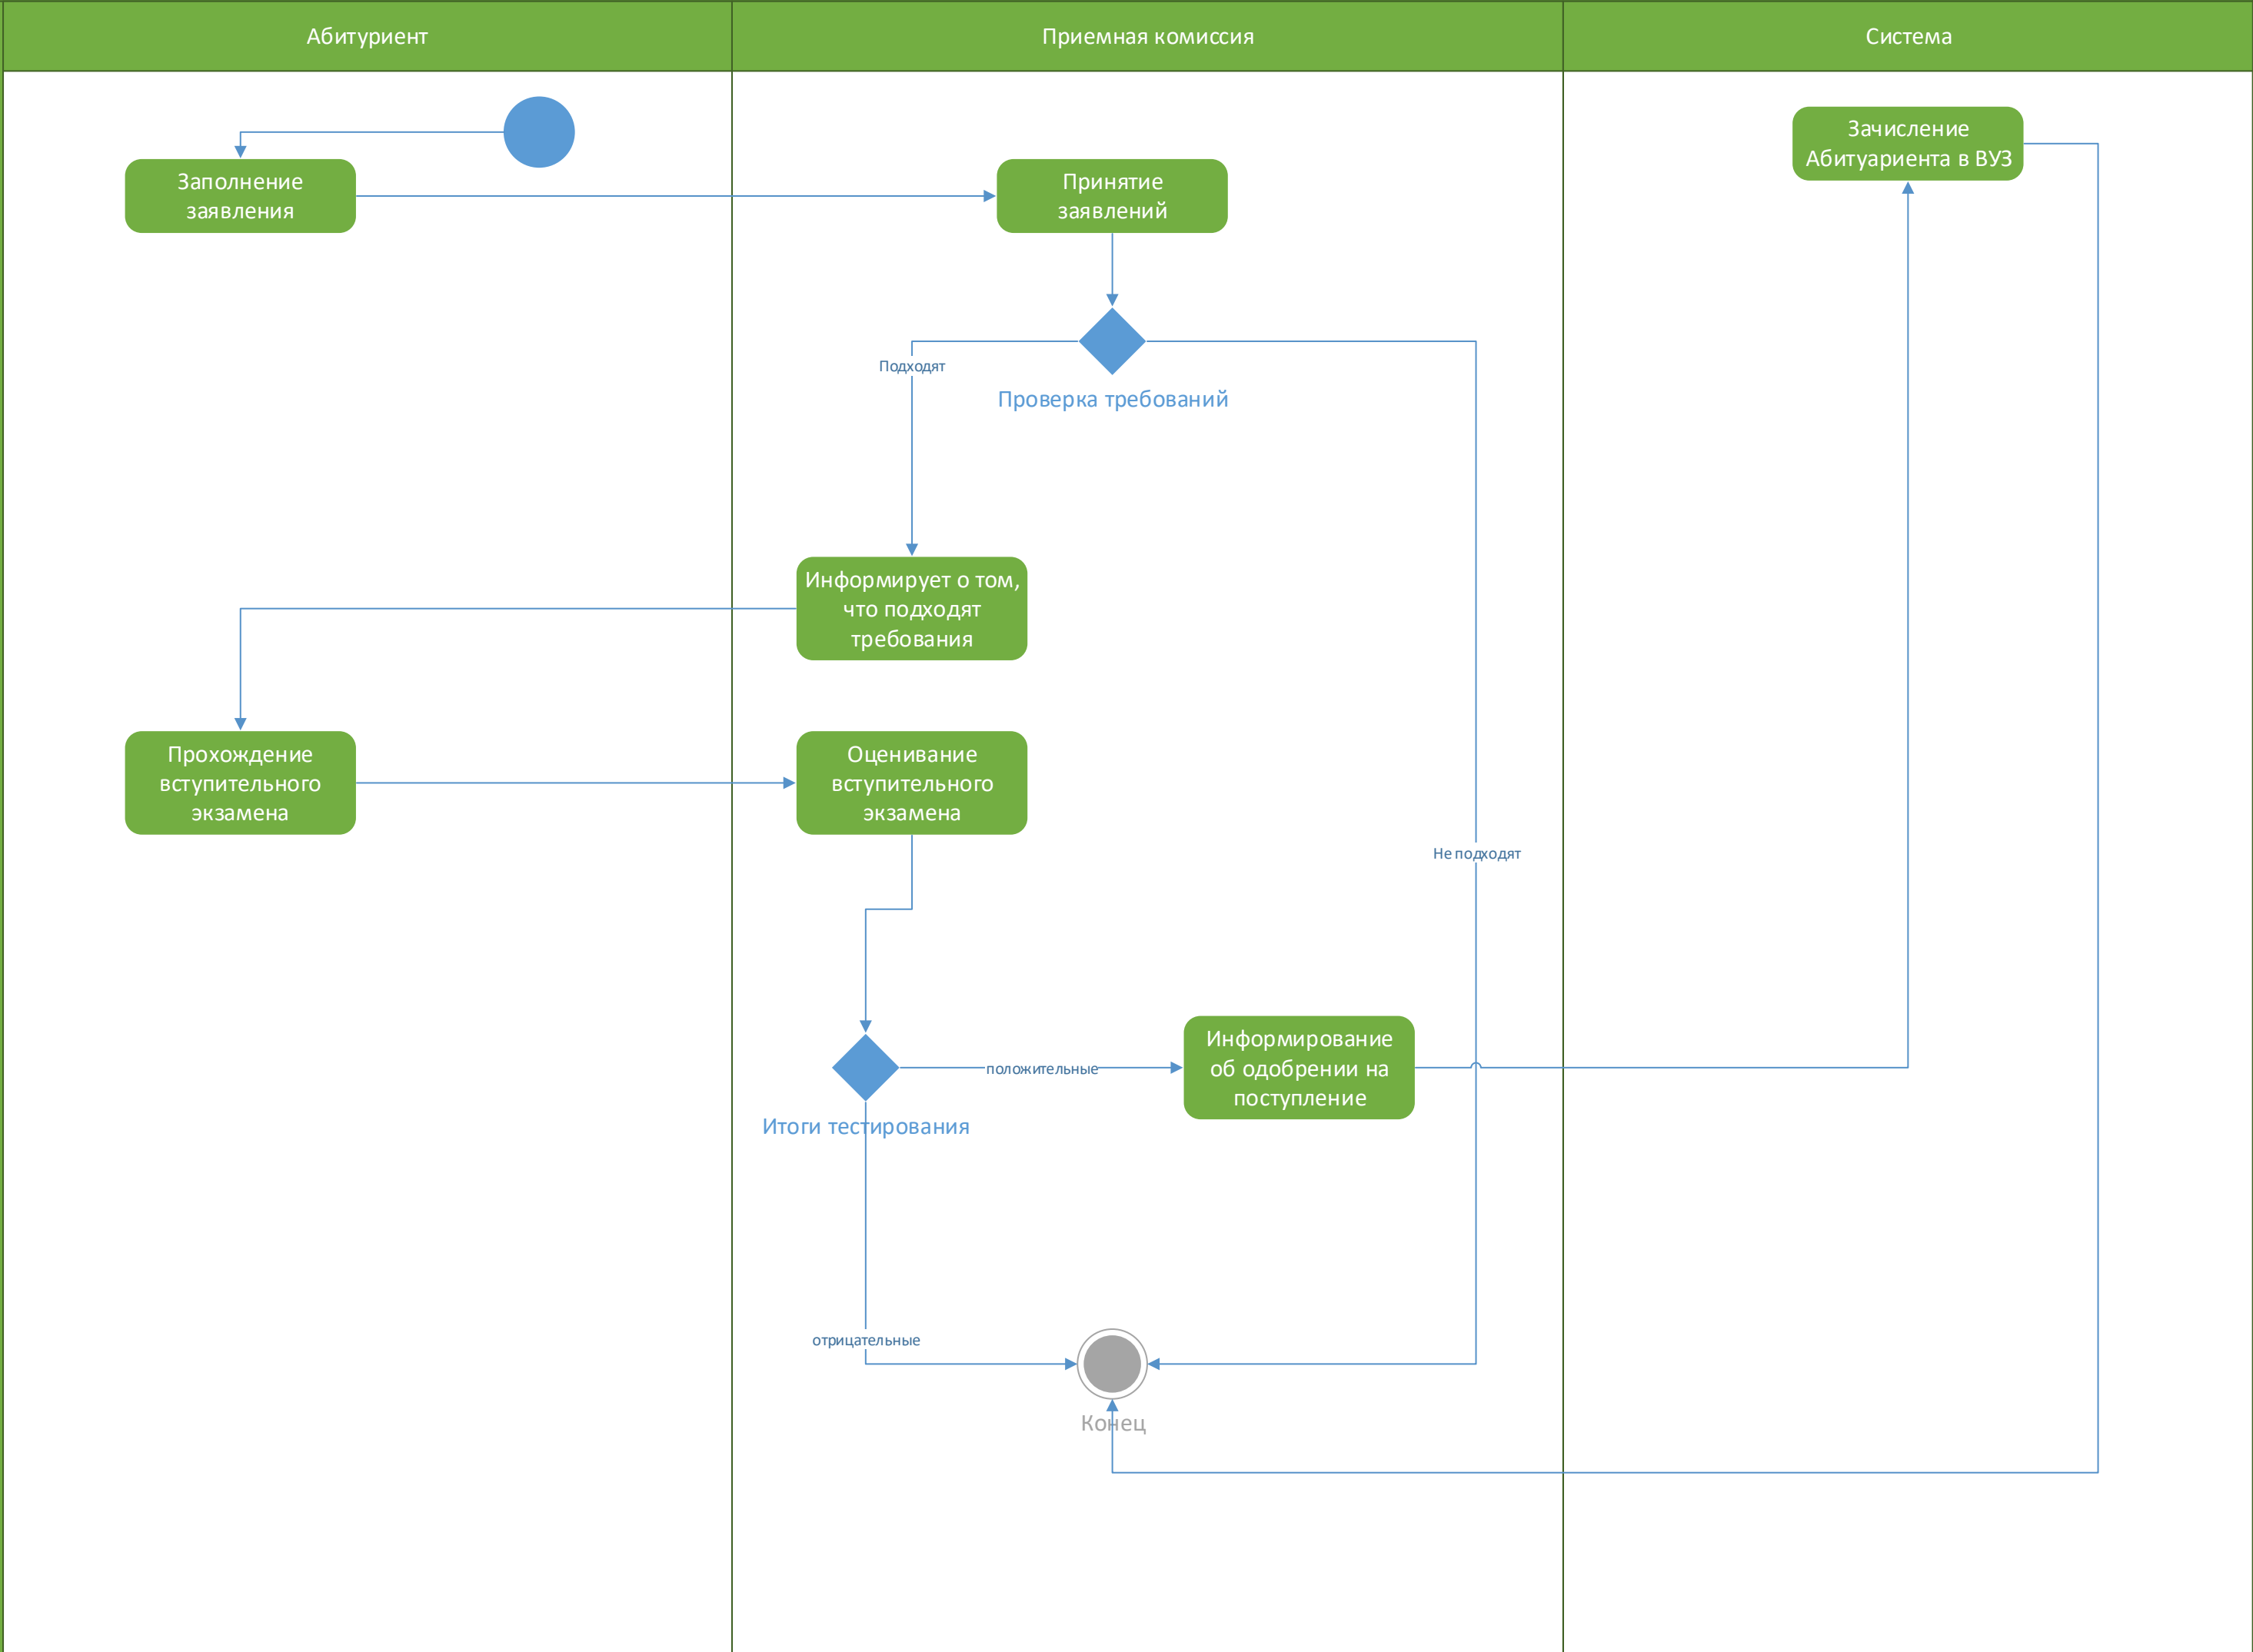 Абитуриент
Приемная комиссия
Система
Заполнение
заявления
Принятие
заявлений
Зачисление
Абитуариента в ВУЗ
Подходят
Проверка требований
Информирует о том,
что подходят
требования
Прохождение
вступительного
экзамена
Оценивание
вступительного
экзамена
Не подходят
положительные
Информирование
об одобрении на
поступление
Итоги тестирования
отрицательные
Конец